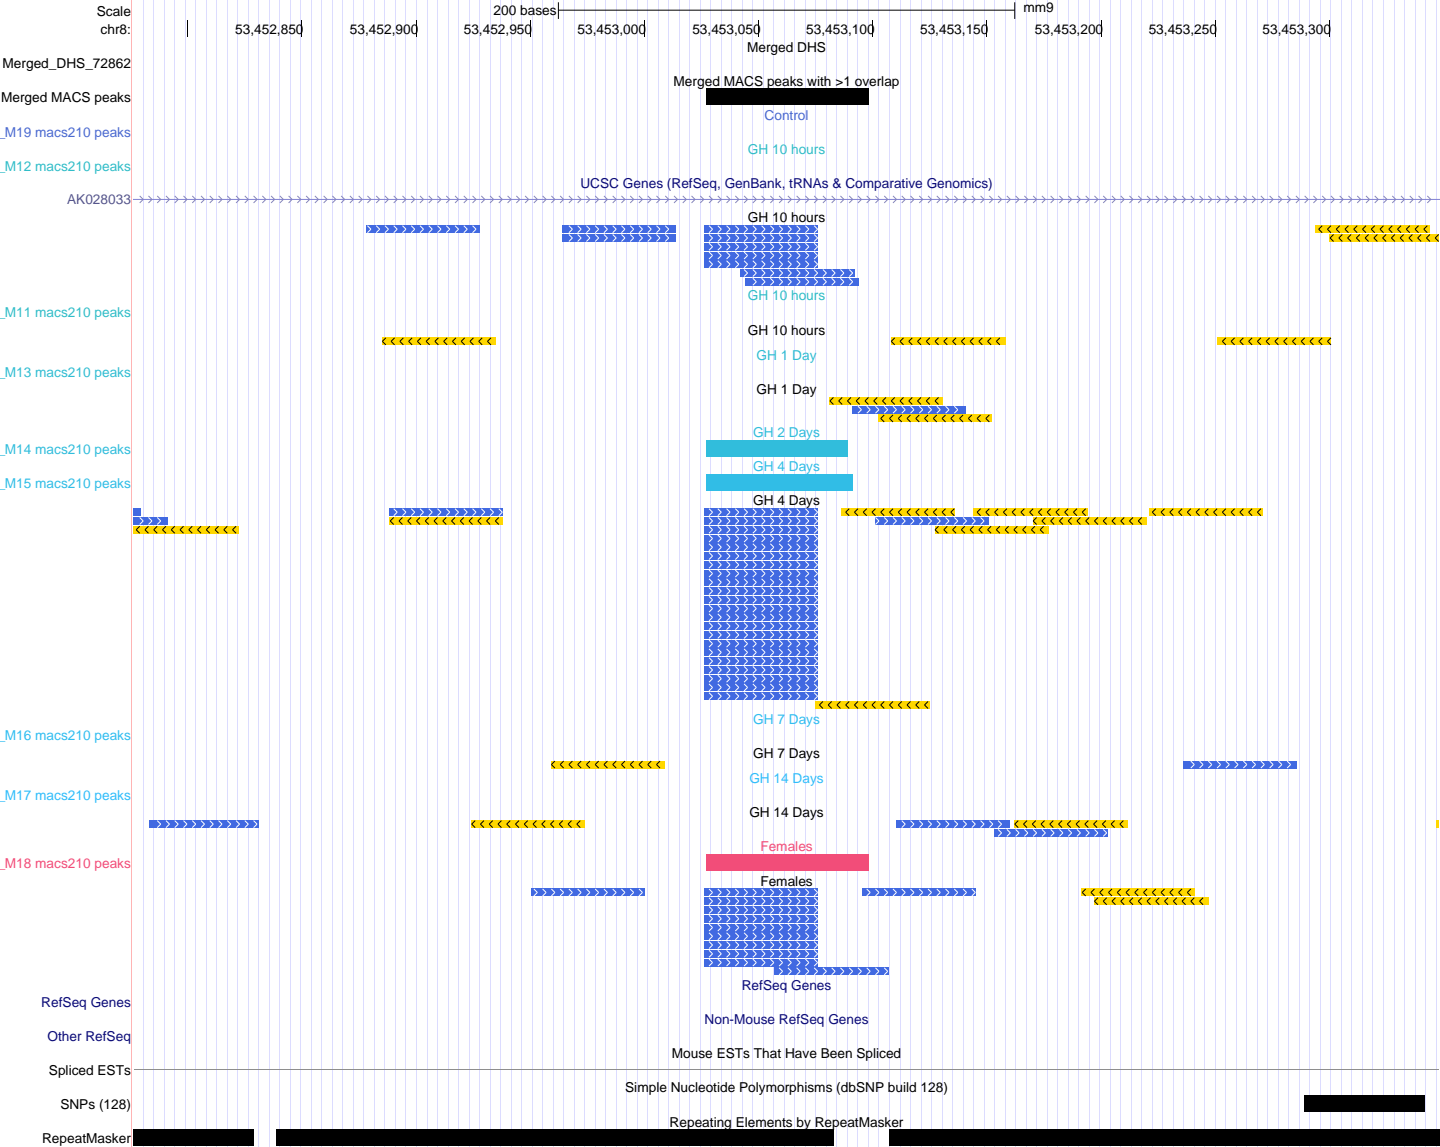 Scale 200 bases mm9
chr8: 53,452,850 53,452,900 53,452,950 53,453,000 53,453,050 53,453,100 53,453,150 53,453,200 53,453,250 53,453,300
Merged DHS
Merged_DHS_72862
Merged MACS peaks with >1 overlap
Merged MACS peaks
Control
_M19 macs210 peaks
GH 10 hours
_M12 macs210 peaks
UCSC Genes (RefSeq, GenBank, tRNAs & Comparative Genomics)
AK028033
GH 10 hours
GH 10 hours
_M11 macs210 peaks
GH 10 hours
GH 1 Day
_M13 macs210 peaks
GH 1 Day
GH 2 Days
_M14 macs210 peaks
GH 4 Days
_M15 macs210 peaks
GH 4 Days
GH 7 Days
_M16 macs210 peaks
GH 7 Days
GH 14 Days
_M17 macs210 peaks
GH 14 Days
Females
_M18 macs210 peaks
Females
RefSeq Genes
RefSeq Genes
Non-Mouse RefSeq Genes
Other RefSeq
Mouse ESTs That Have Been Spliced
Spliced ESTs
Simple Nucleotide Polymorphisms (dbSNP build 128)
SNPs (128)
Repeating Elements by RepeatMasker
RepeatMasker